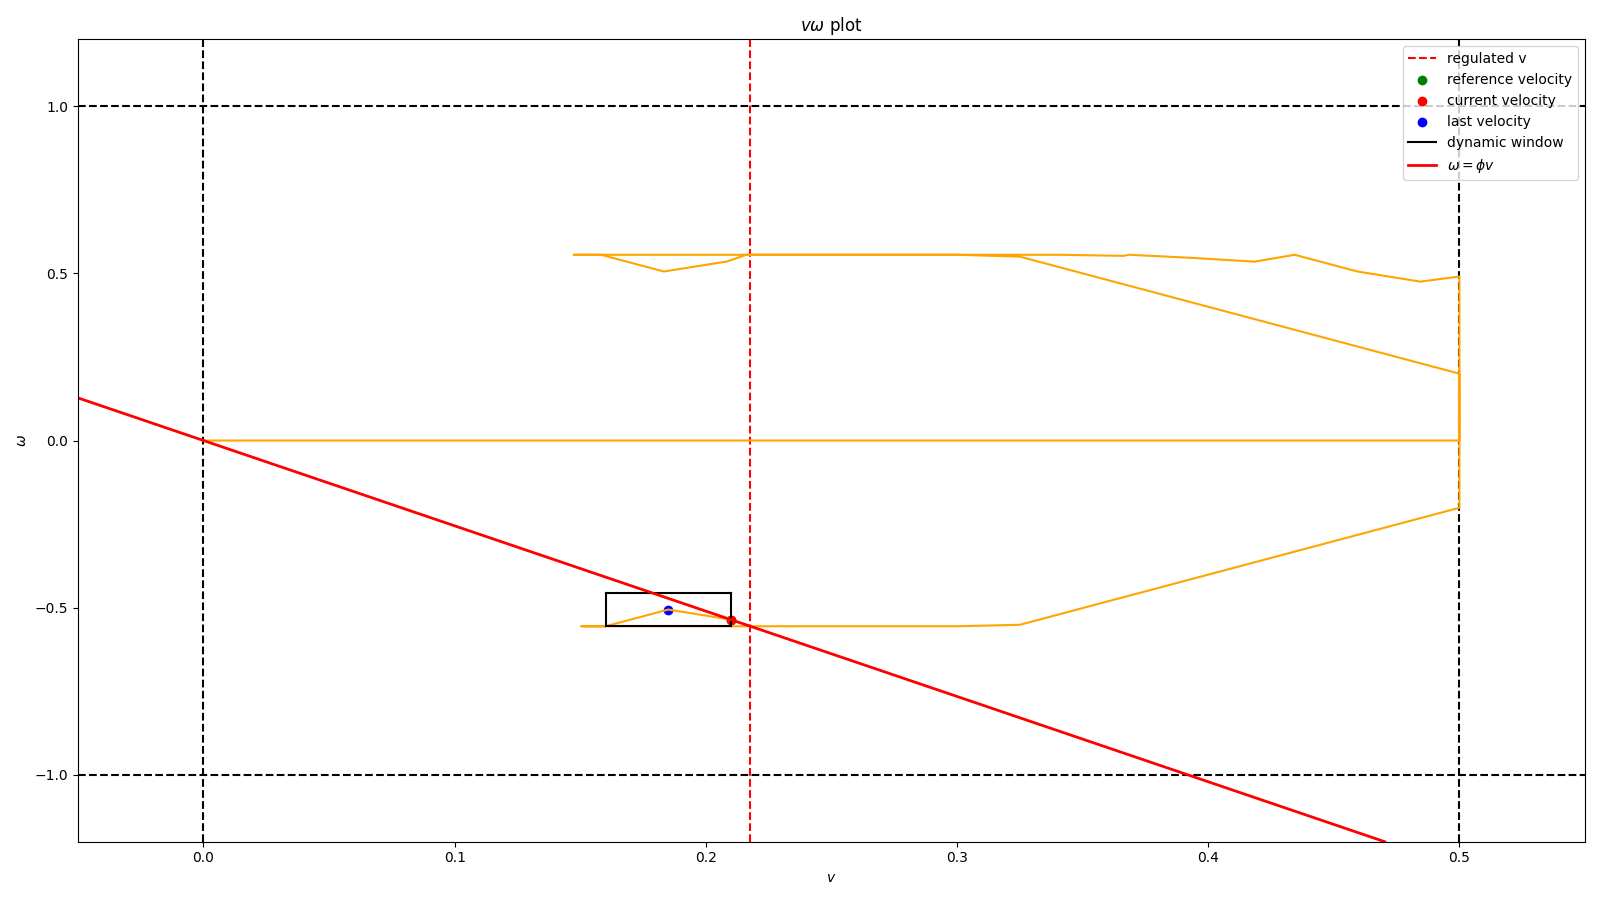 vω plot
regulated v
reference velocity
current velocity
last velocity
dynamic window
ω = ϕv
1.0
0.5
0.0
−0.5
−1.0
ω
0.0 0.1 0.2 0.3 0.4 0.5
v